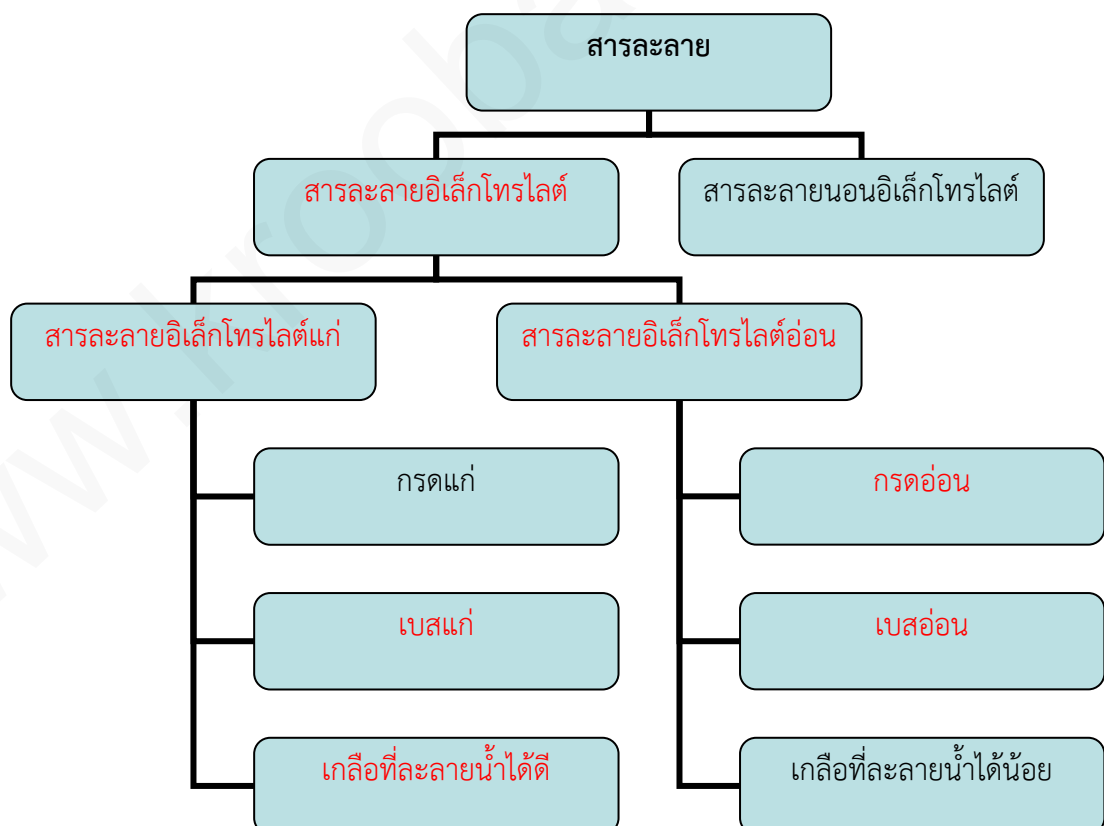 สารละลาย
สารละลายอิเล็กโทรไลต์
สารละลายนอนอิเล็กโทรไลต์
สารละลายอิเล็กโทรไลต์แก่
สารละลายอิเล็กโทรไลต์อ่อน
กรดแก่
กรดอ่อน
เบสแก่
เบสอ่อน
เกลือที่ละลายน้ำได้ดี
เกลือที่ละลายน้ำได้น้อย